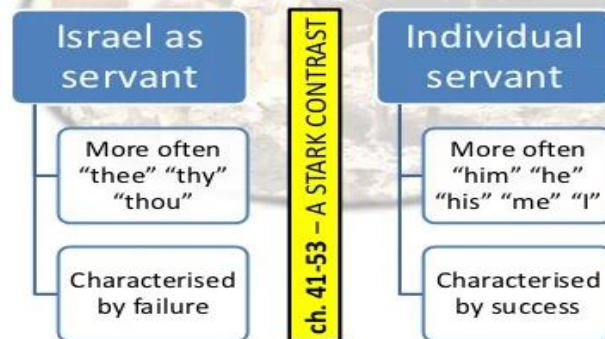 Israel as
servant
More often
“thee” “thy”
“thou”
Characterised
by failure
ch. 41-53 – A STARK CONTRAST
Individual
servant
More often
“him” “he”
“his” “me” “I”
Characterised
by success